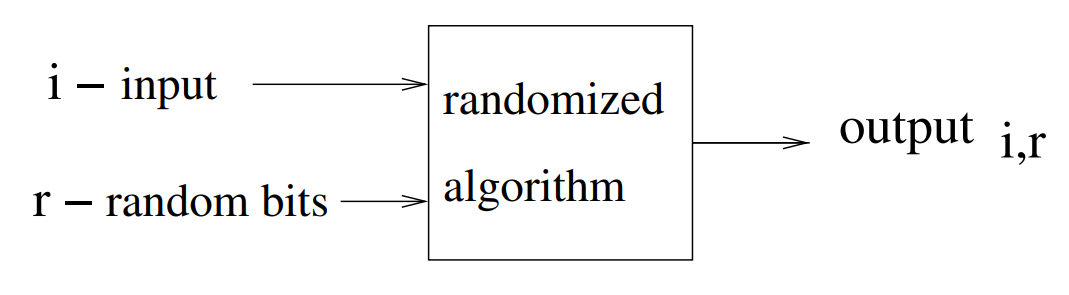 i – input
r – random bits
randomized
algorithm
output i,r